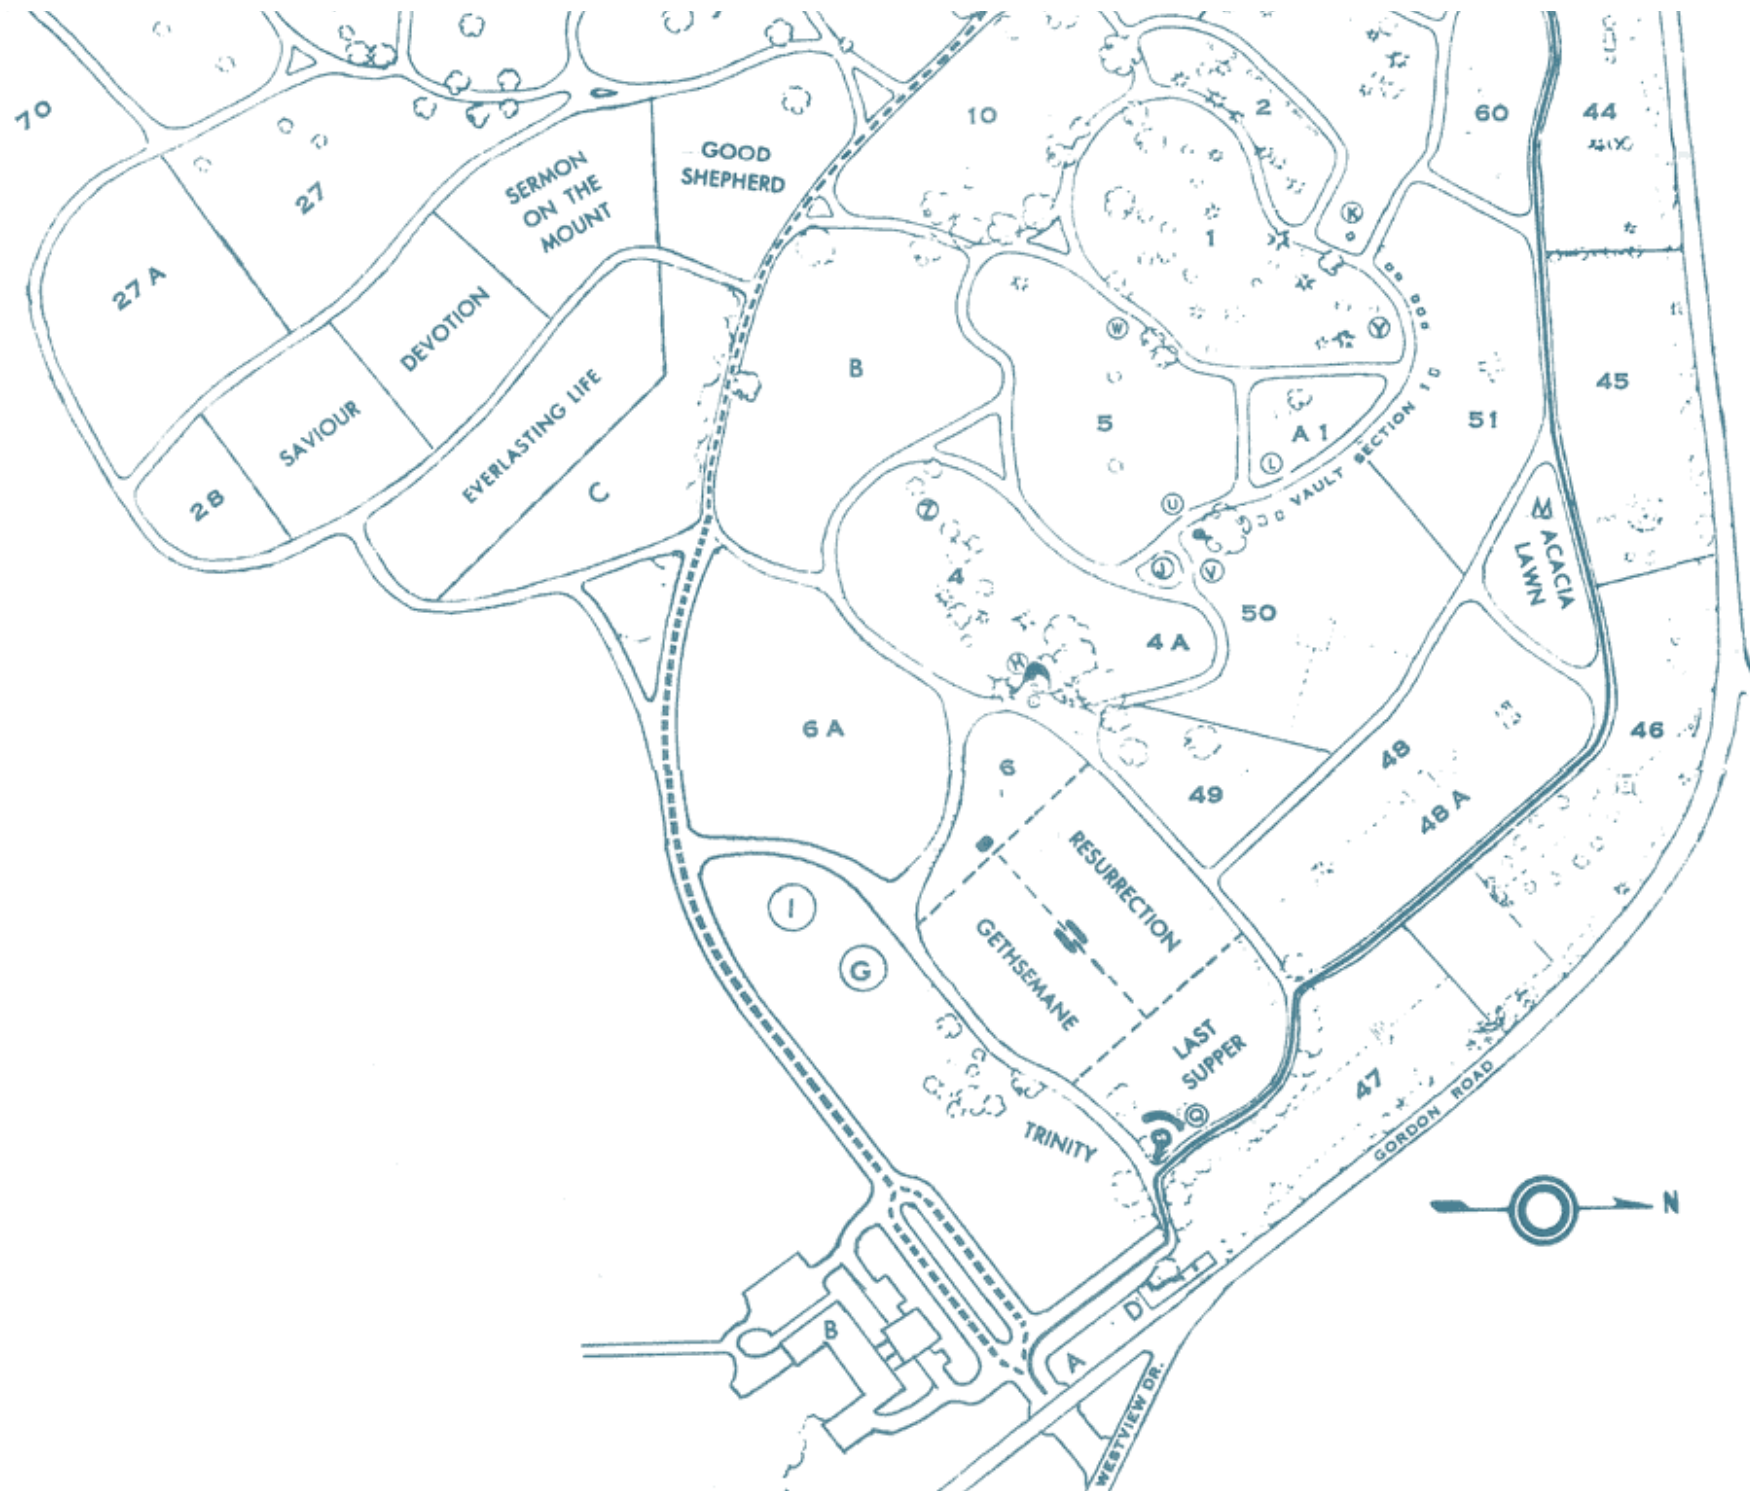 70
27
27 A
SERMON
ON THE
MOUNT
GOOD
SHEPHERD
10
2
60
44
K
1
DEVOTION
W
Y
B
5
A 1
L
45
51
VAULT SECTION 1
EVERLASTING LIFE
SAVIOUR
2 B
C
Z
U
J
V
4
4 A
50
ACACIA
LAWN
H
6 A
6
49
48
48 A
46
RESURRECTION
GETHSEMANE
I
G
LAST
SUPPER
Q
TRINITY
47
GORDON ROAD
N
B
D
A
WESTVIEW DR.